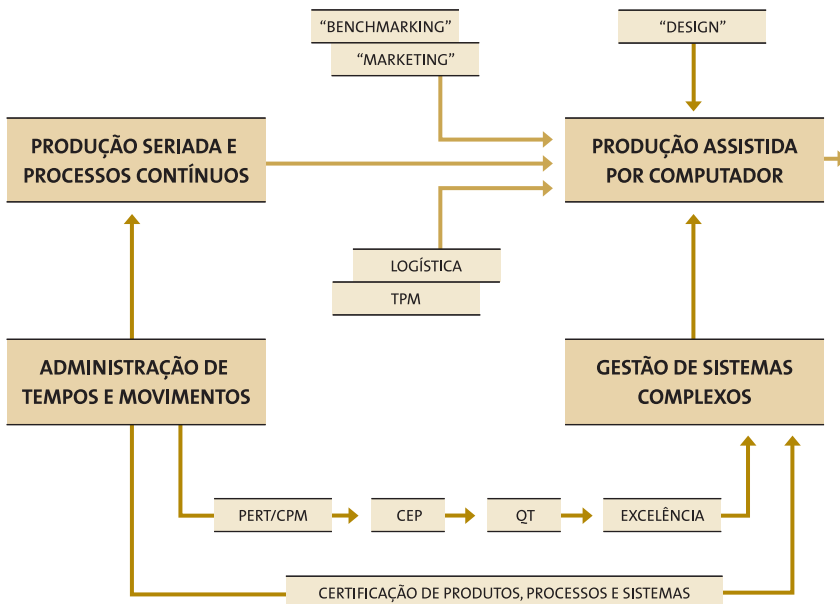 “BENCHMARKING”
“MARKETING”
“DESIGN”
PRODUÇÃO SERIADA E
PROCESSOS CONTÍNUOS
PRODUÇÃO ASSISTIDA
POR COMPUTADOR
LOGÍSTICA
TPM
ADMINISTRAÇÃO DE
TEMPOS E MOVIMENTOS
GESTÃO DE SISTEMAS
COMPLEXOS
PERT/CPM
CEP
QT
EXCELÊNCIA
CERTIFICAÇÃO DE PRODUTOS, PROCESSOS E SISTEMAS